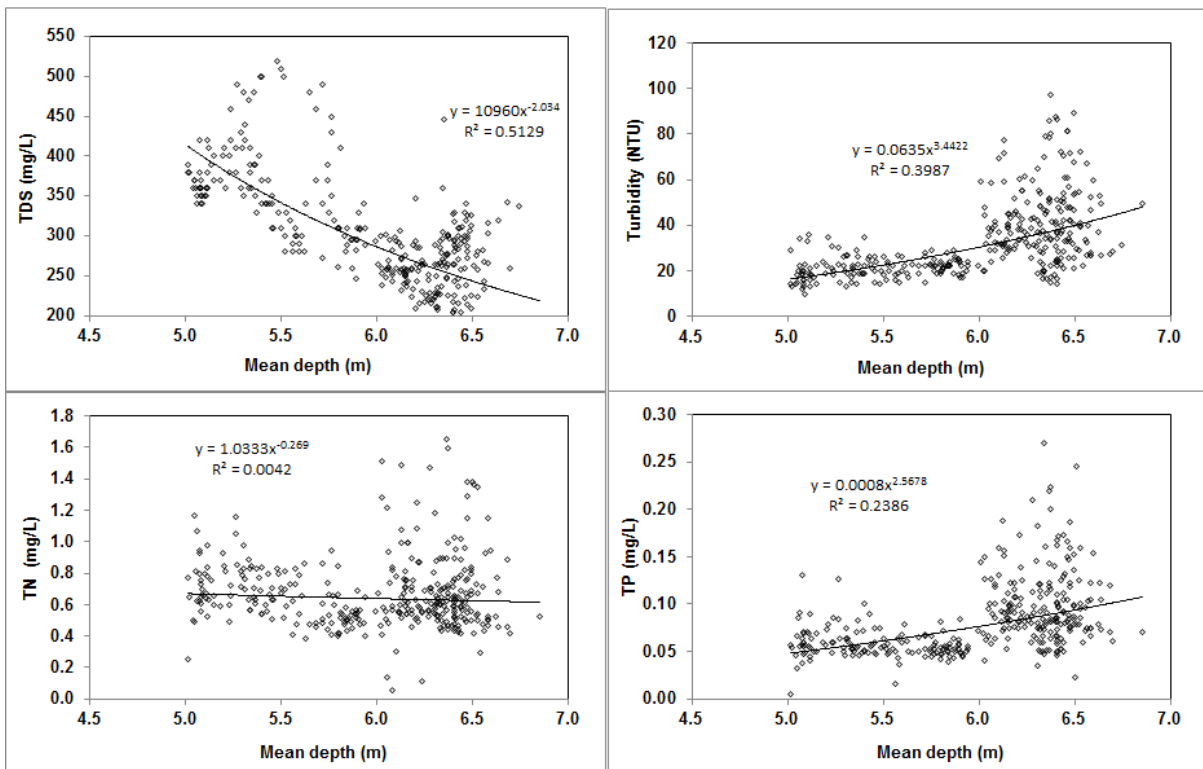 550
500
450
400
350
300
250
200
TDS (mg/L)
y = 10960x^-2.034
R² = 0.5129
4.5 5.0 5.5 6.0 6.5 7.0
Mean depth (m)
120
100
80
60
40
20
0
Turbidity (NTU)
y = 0.0635x^3.4422
R² = 0.3987
4.5 5.0 5.5 6.0 6.5 7.0
Mean depth (m)
1.8
1.6
1.4
1.2
1.0
0.8
0.6
0.4
0.2
0.0
TN (mg/L)
y = 1.0333x^-0.269
R² = 0.0042
4.5 5.0 5.5 6.0 6.5 7.0
Mean depth (m)
0.30
0.25
0.20
0.15
0.10
0.05
0.00
TP (mg/L)
y = 0.0008x^2.5678
R² = 0.2386
4.5 5.0 5.5 6.0 6.5 7.0
Mean depth (m)